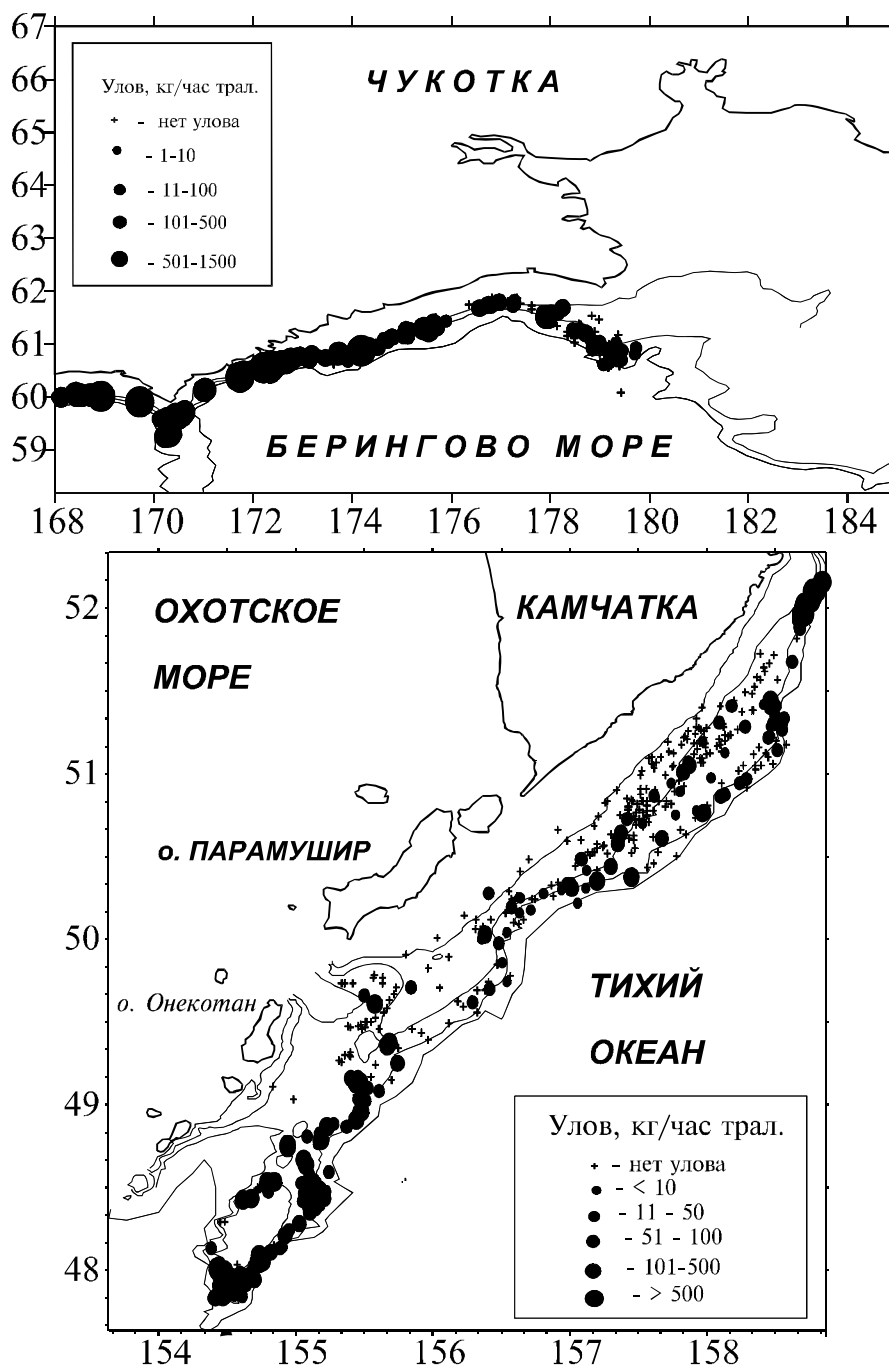 67
66
65
64
63
62
61
60
59
Улов, кг/час трал.
+ - нет улова
- 1-10
- 11-100
- 101-500
- 501-1500
ЧУКОТКА
БЕРИНГОВО МОРЕ
168 170 172 174 176 178 180 182 184
52
51
50
49
48
ОХОТСКОЕ
МОРЕ
КАМЧАТКА
о. ПАРАМУШИР
о. Онекотан
ТИХИЙ
ОКЕАН
Улов, кг/час трал.
+ - нет улова
- < 10
- 11 - 50
- 51 - 100
- 101-500
- > 500
154 155 156 157 158